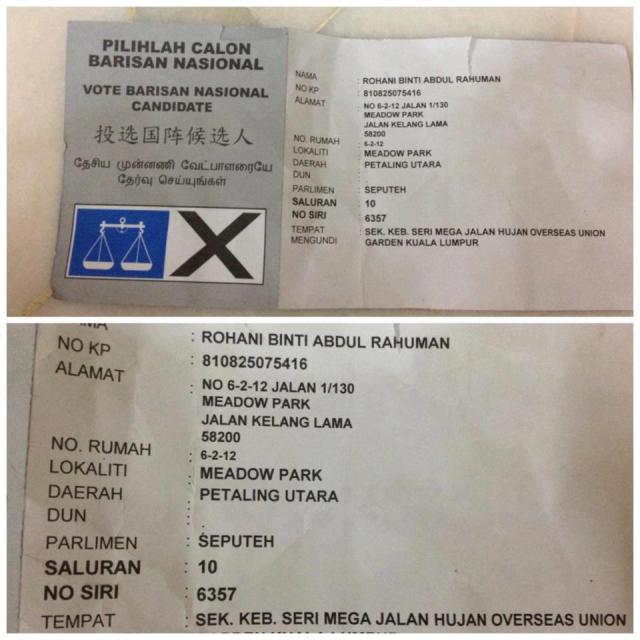 PILIHLAH CALON
BARISAN NASIONAL
VOTE BARISAN NASIONAL
CANDIDATE
投选国阵候选人
தேசிய முன்னணி வேட்பாளரையே
தேர்வு செய்யுங்கள்
NAMA : ROHANI BINTI ABDUL RAHUMAN
NO KP : 810825075416
ALAMAT : NO 6-2-12 JALAN 1/130
MEADOW PARK
JALAN KELANG LAMA
58200
NO. RUMAH : 6-2-12
LOKALITI : MEADOW PARK
DAERAH : PETALING UTARA
DUN : .
PARLIMEN : SEPUTEH
SALURAN : 10
NO SIRI : 6357
TEMPAT : SEK. KEB. SERI MEGA JALAN HUJAN OVERSEAS UNION
MENGUNDI GARDEN KUALA LUMPUR
: ROHANI BINTI ABDUL RAHUMAN
NO KP : 810825075416
ALAMAT : NO 6-2-12 JALAN 1/130
MEADOW PARK
JALAN KELANG LAMA
58200
NO. RUMAH : 6-2-12
LOKALITI : MEADOW PARK
DAERAH : PETALING UTARA
DUN : .
PARLIMEN : SEPUTEH
SALURAN : 10
NO SIRI : 6357
TEMPAT : SEK. KEB. SERI MEGA JALAN HUJAN OVERSEAS UNION